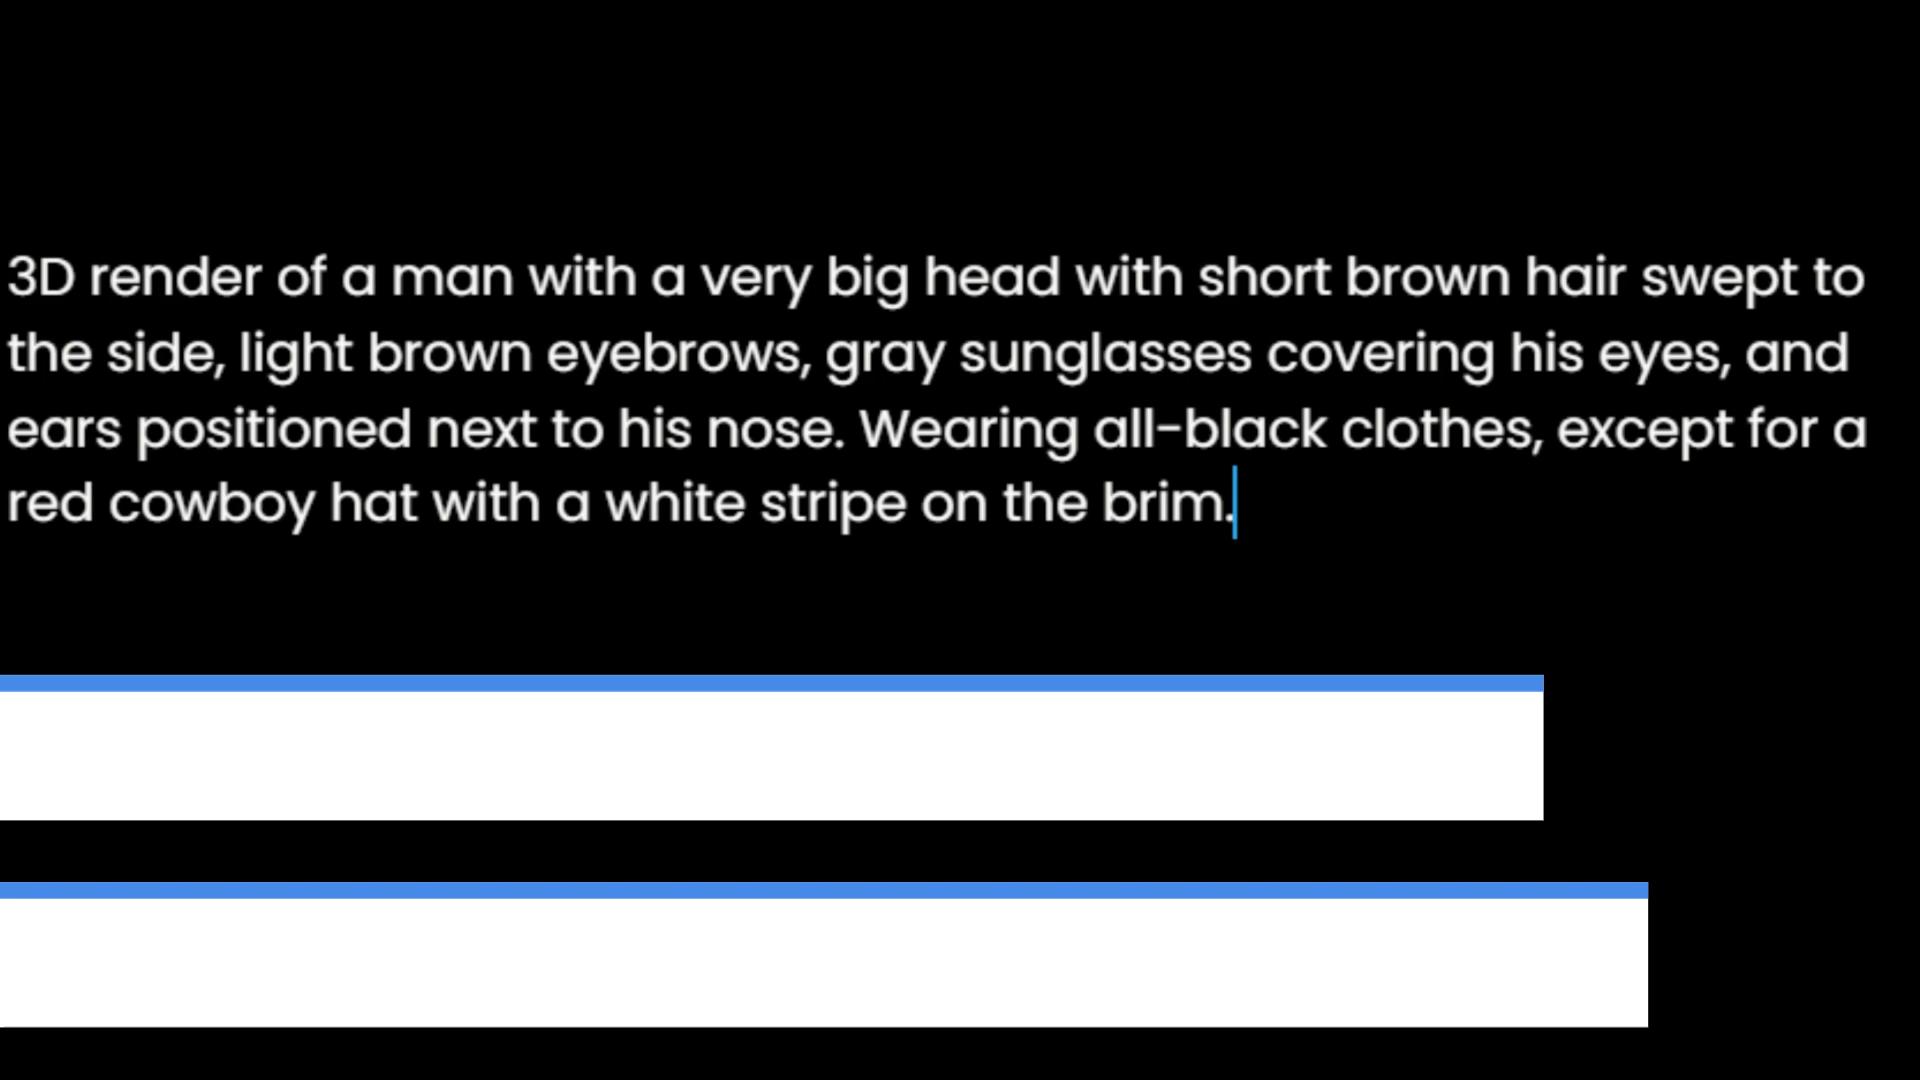 3D render of a man with a very big head with short brown hair swept to
the side, light brown eyebrows, gray sunglasses covering his eyes, and
ears positioned next to his nose. Wearing all-black clothes, except for a
red cowboy hat with a white stripe on the brim.